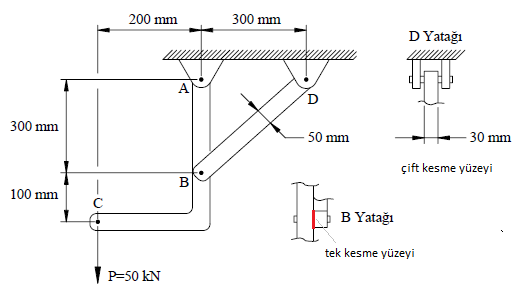 200 mm
300 mm
D Yatağı
A
D
300 mm
50 mm
30 mm
çift kesme yüzeyi
B
100 mm
C
B Yatağı
tek kesme yüzeyi
P=50 kN